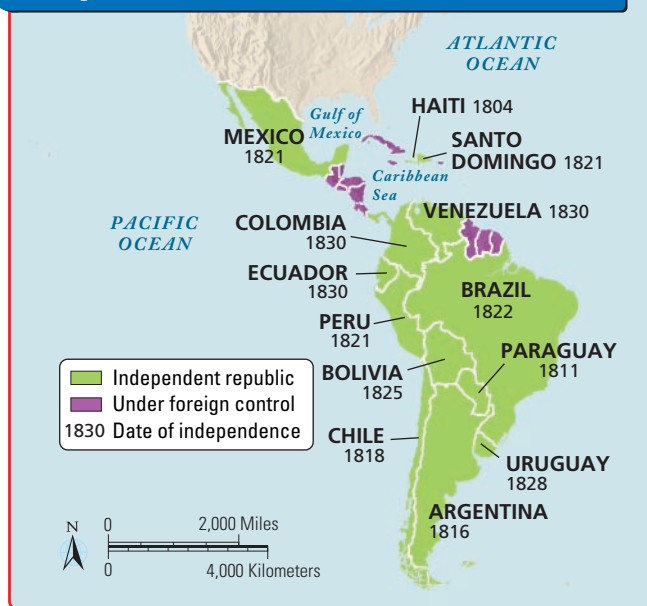 ATLANTIC
OCEAN
HAITI 1804
Gulf of
Mexico
MEXICO
1821
SANTO
DOMINGO 1821
Caribbean
Sea
PACIFIC
OCEAN
COLOMBIA
1830
VENEZUELA 1830
ECUADOR
1830
BRAZIL
1822
PERU
1821
PARAGUAY
1811
BOLIVIA
1825
Independent republic
Under foreign control
1830 Date of independence
CHILE
1818
URUGUAY
1828
ARGENTINA
1816
N
0
2,000 Miles
0
4,000 Kilometers